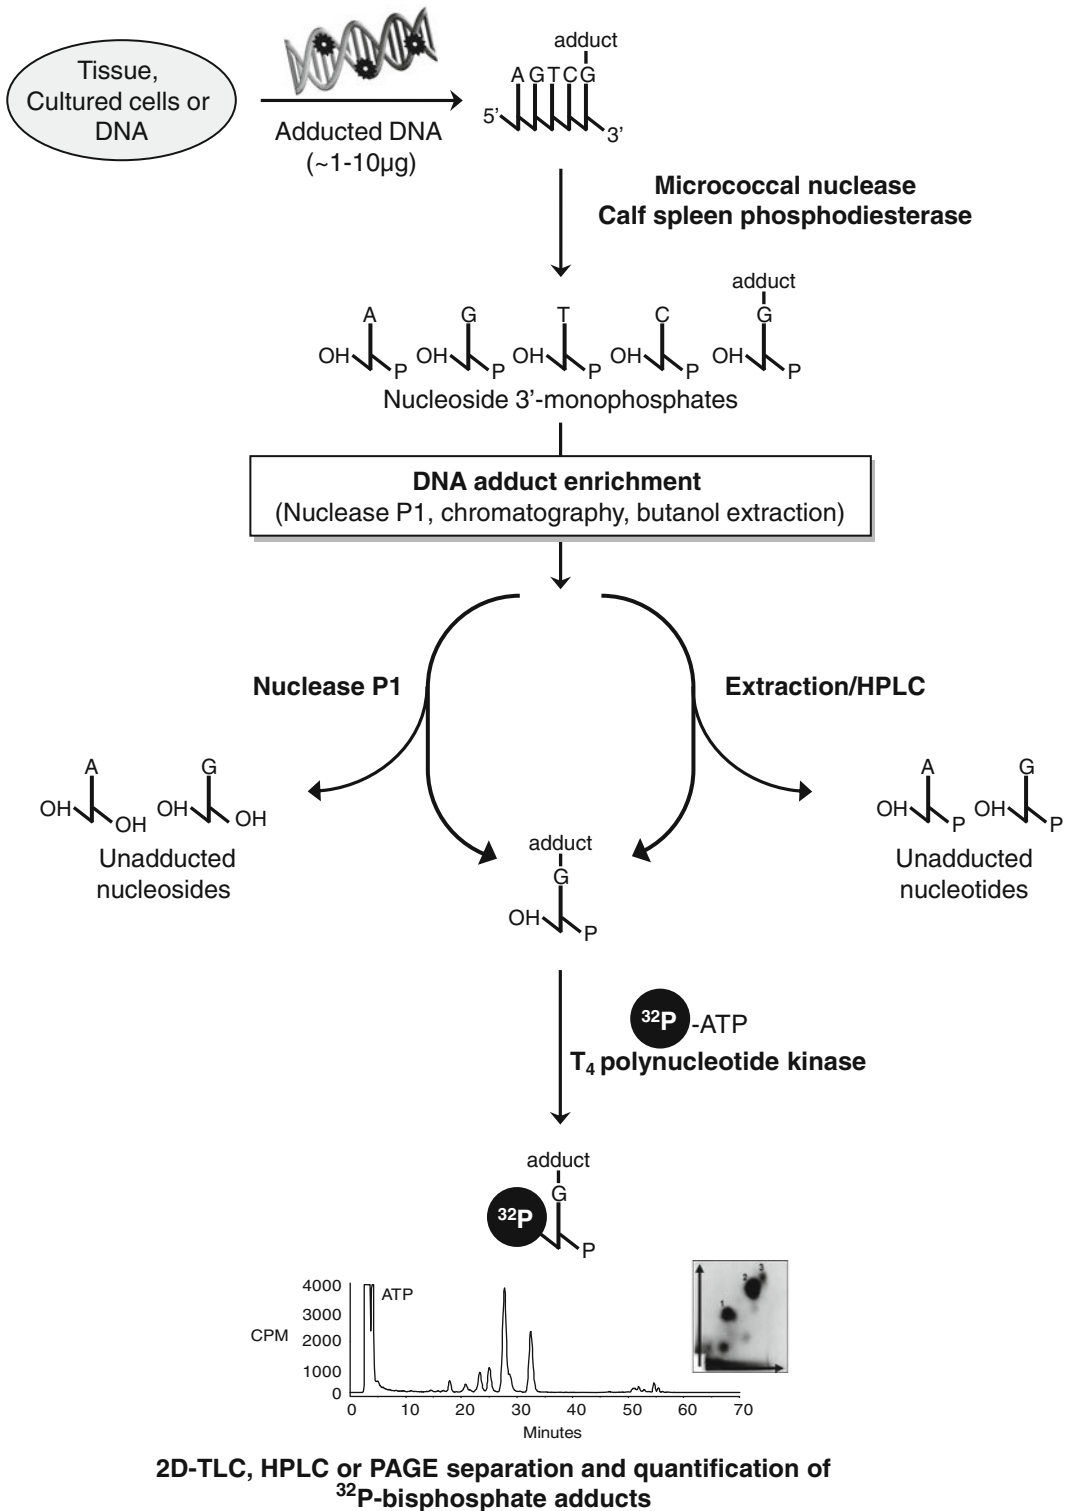 Tissue,
Cultured cells or
DNA
Adducted DNA
(~1-10µg)
adduct
A G T C G
5’
3’
Micrococcal nuclease
Calf spleen phosphodiesterase
adduct
A G T C G
OH P OH P OH P OH P OH P
Nucleoside 3’-monophosphates
DNA adduct enrichment
(Nuclease P1, chromatography, butanol extraction)
Nuclease P1
Extraction/HPLC
A G
OH OH OH OH
Unadducted
nucleosides
A G
OH P OH P
Unadducted
nucleotides
adduct
G
OH P
³²P -ATP
T₄ polynucleotide kinase
adduct
G
³²P P
4000
3000
2000
1000
0
CPM
ATP
0 10 20 30 40 50 60 70
Minutes
1 2 3
2D-TLC, HPLC or PAGE separation and quantification of
³²P-bisphosphate adducts